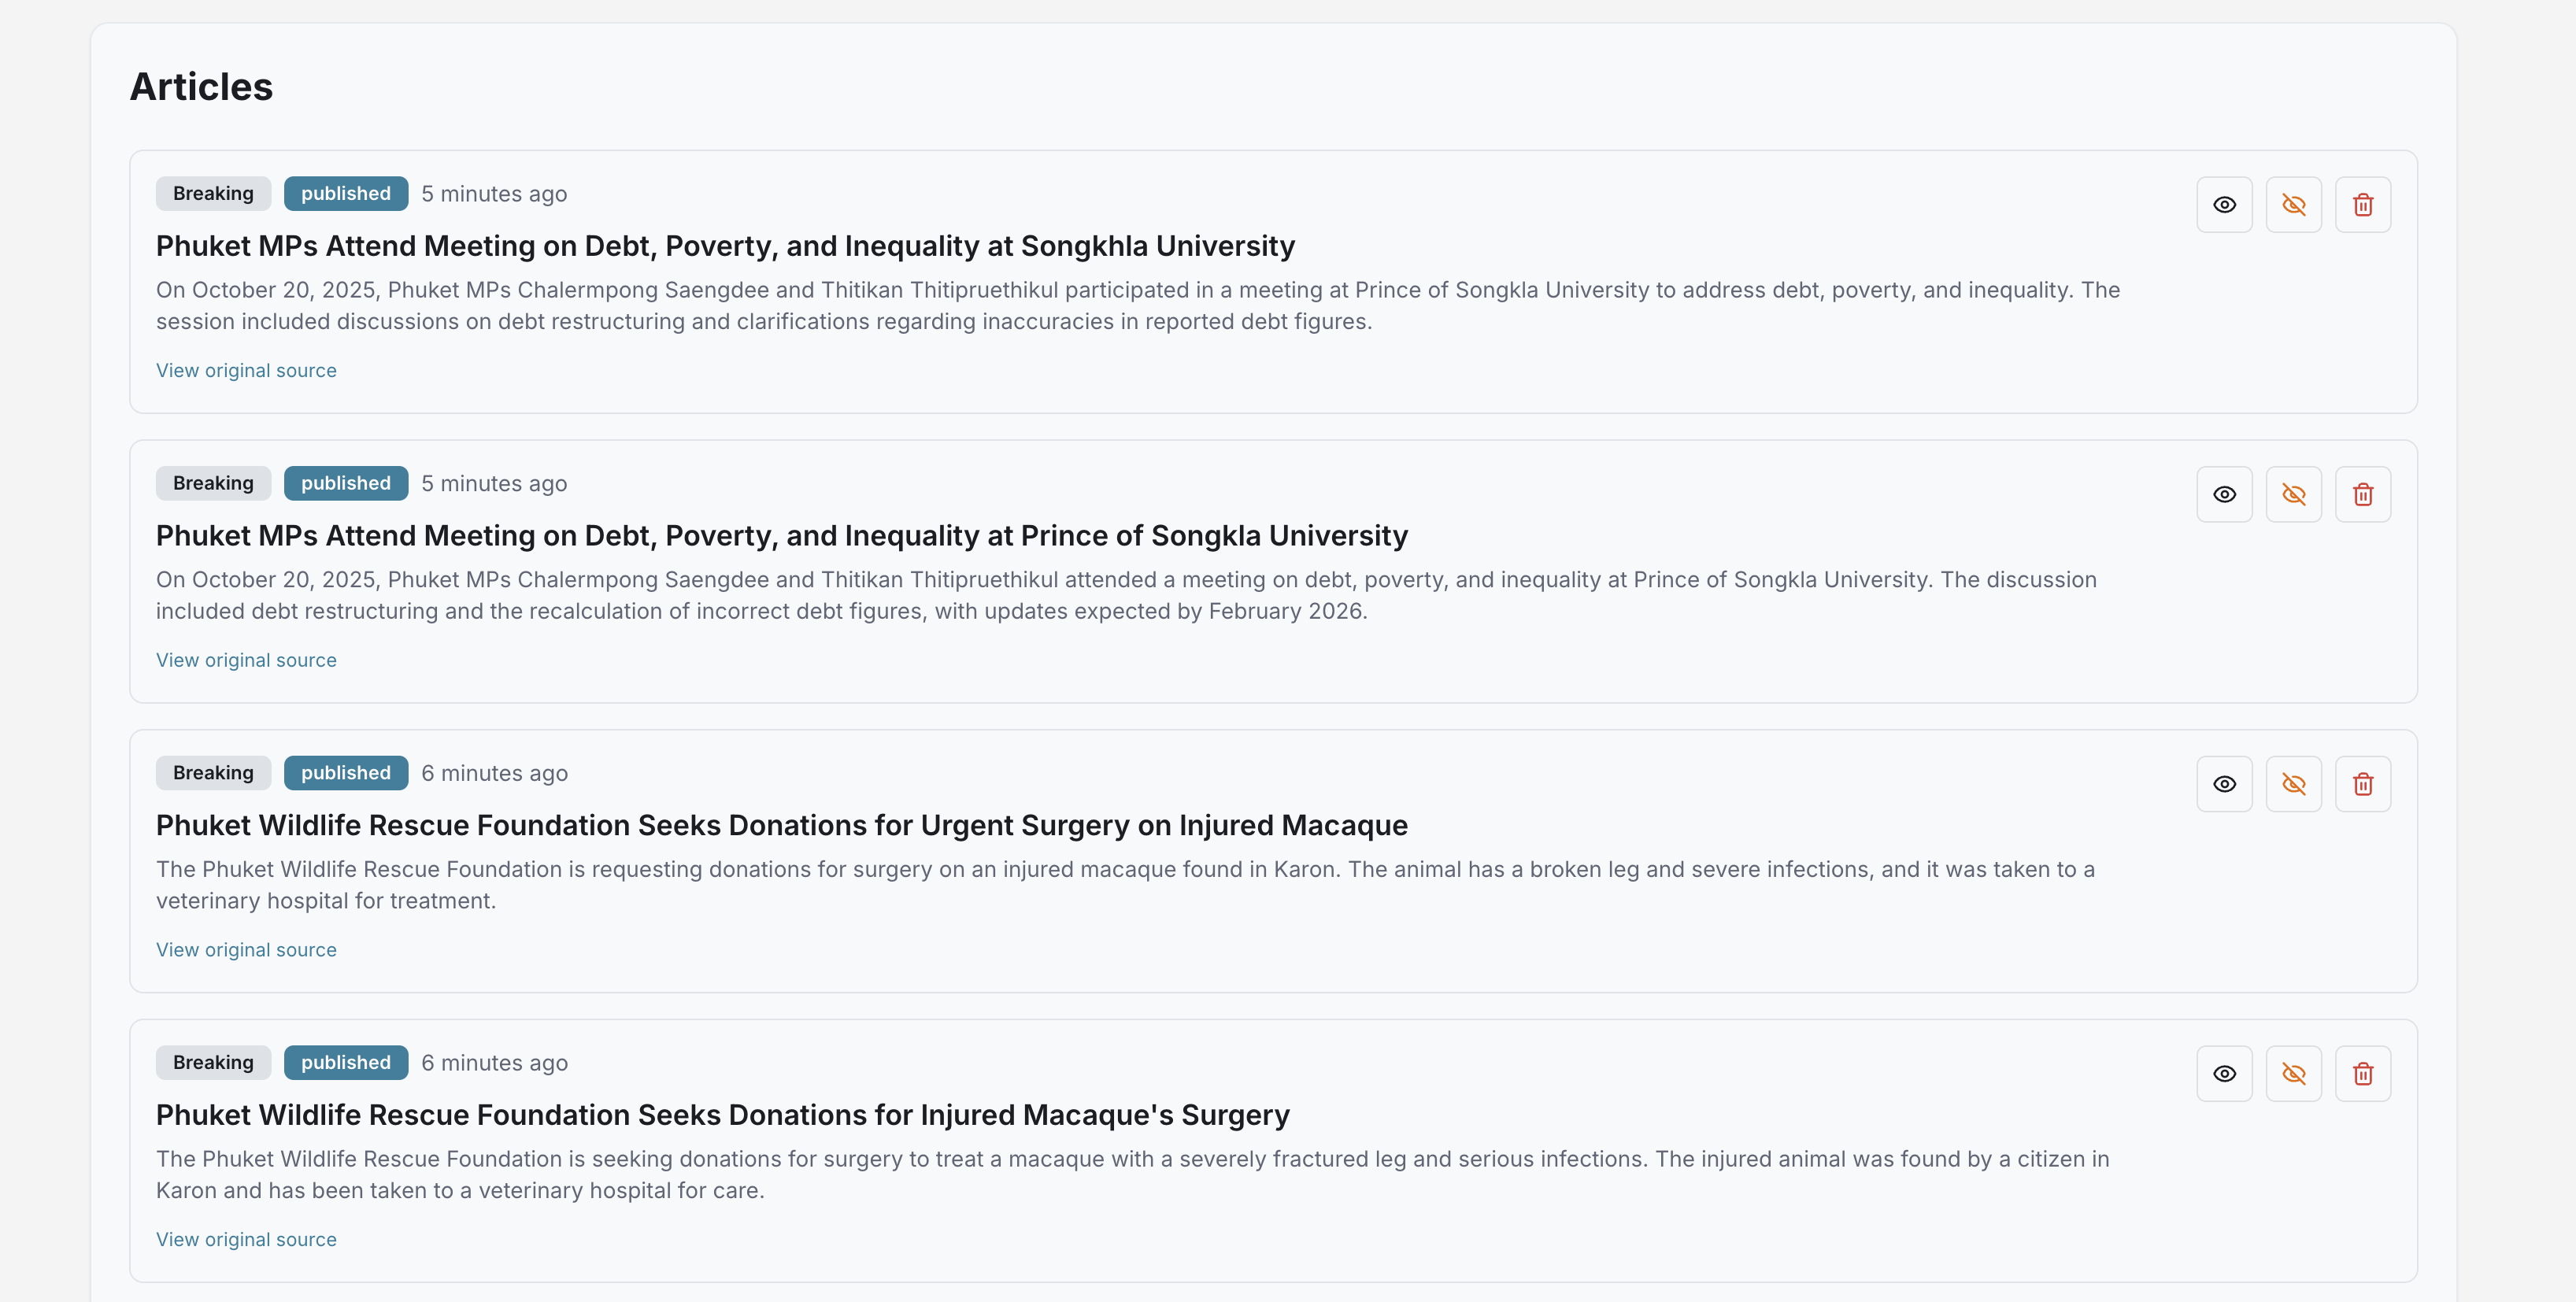 Articles
Breaking published 5 minutes ago
Phuket MPs Attend Meeting on Debt, Poverty, and Inequality at Songkhla University
On October 20, 2025, Phuket MPs Chalermpong Saengdee and Thitikan Thitipruethikul participated in a meeting at Prince of Songkla University to address debt, poverty, and inequality. The
session included discussions on debt restructuring and clarifications regarding inaccuracies in reported debt figures.
View original source
Breaking published 5 minutes ago
Phuket MPs Attend Meeting on Debt, Poverty, and Inequality at Prince of Songkla University
On October 20, 2025, Phuket MPs Chalermpong Saengdee and Thitikan Thitipruethikul attended a meeting on debt, poverty, and inequality at Prince of Songkla University. The discussion
included debt restructuring and the recalculation of incorrect debt figures, with updates expected by February 2026.
View original source
Breaking published 6 minutes ago
Phuket Wildlife Rescue Foundation Seeks Donations for Urgent Surgery on Injured Macaque
The Phuket Wildlife Rescue Foundation is requesting donations for surgery on an injured macaque found in Karon. The animal has a broken leg and severe infections, and it was taken to a
veterinary hospital for treatment.
View original source
Breaking published 6 minutes ago
Phuket Wildlife Rescue Foundation Seeks Donations for Injured Macaque's Surgery
The Phuket Wildlife Rescue Foundation is seeking donations for surgery to treat a macaque with a severely fractured leg and serious infections. The injured animal was found by a citizen in
Karon and has been taken to a veterinary hospital for care.
View original source